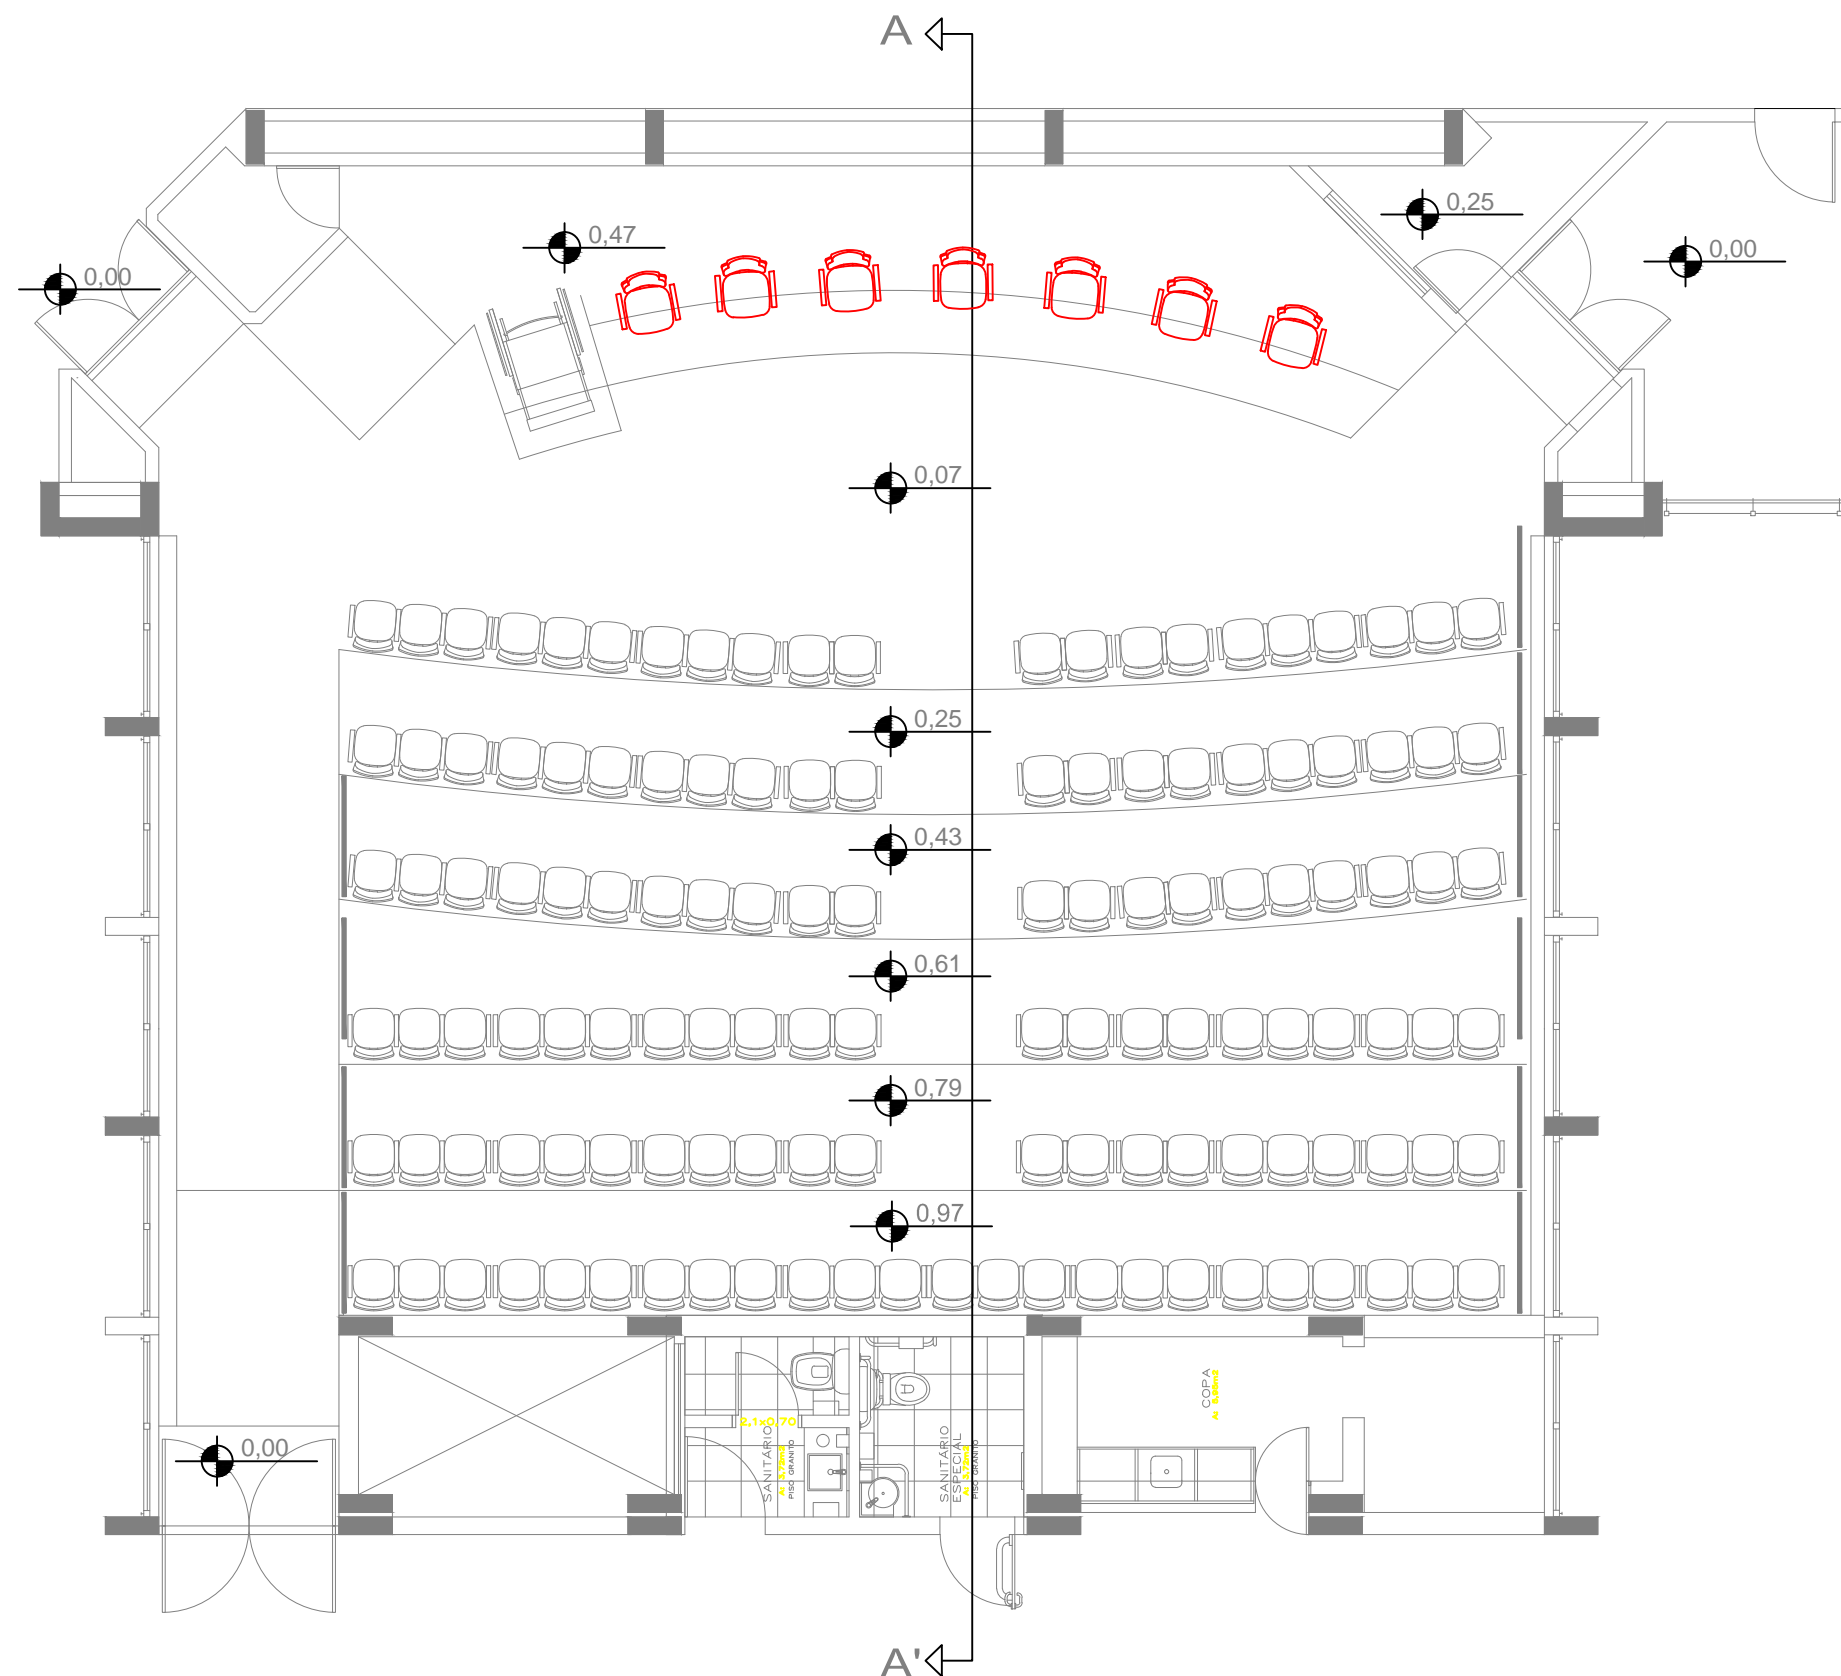 A
0,25
0,47
0,00
0,00
0,07
0,25
0,43
0,61
0,79
0,97
COPA
2.1x0,70
SANITÁRIO
PISO GRANITO
SANITÁRIO
ESPECIAL
PISO GRANITO
0,00
A'